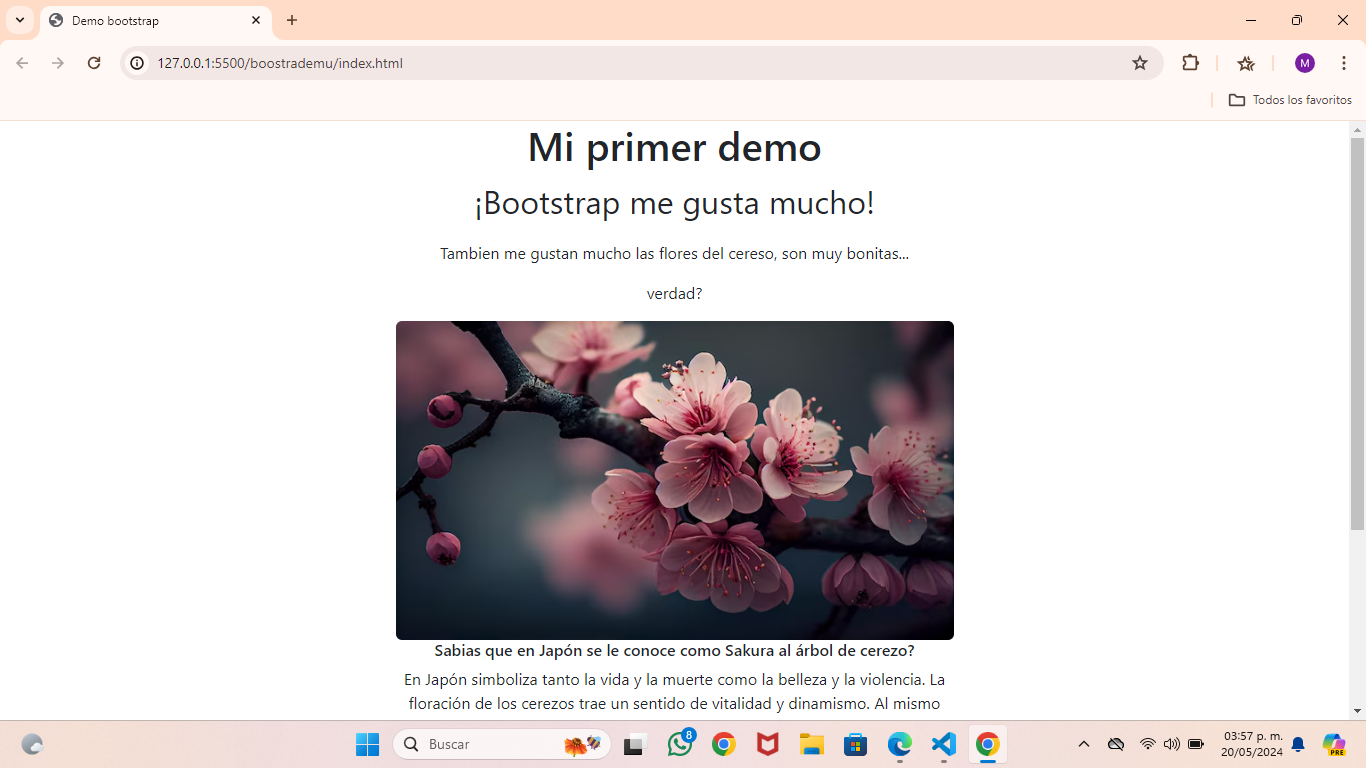 Demo bootstrap
127.0.0.1:5500/boostrademu/index.html
M
Todos los favoritos
Mi primer demo
¡Bootstrap me gusta mucho!
Tambien me gustan mucho las flores del cereso, son muy bonitas...
verdad?
Sabias que en Japón se le conoce como Sakura al árbol de cerezo?
En Japón simboliza tanto la vida y la muerte como la belleza y la violencia. La
floración de los cerezos trae un sentido de vitalidad y dinamismo. Al mismo
Buscar
8
03:57 p. m.
20/05/2024
PRE